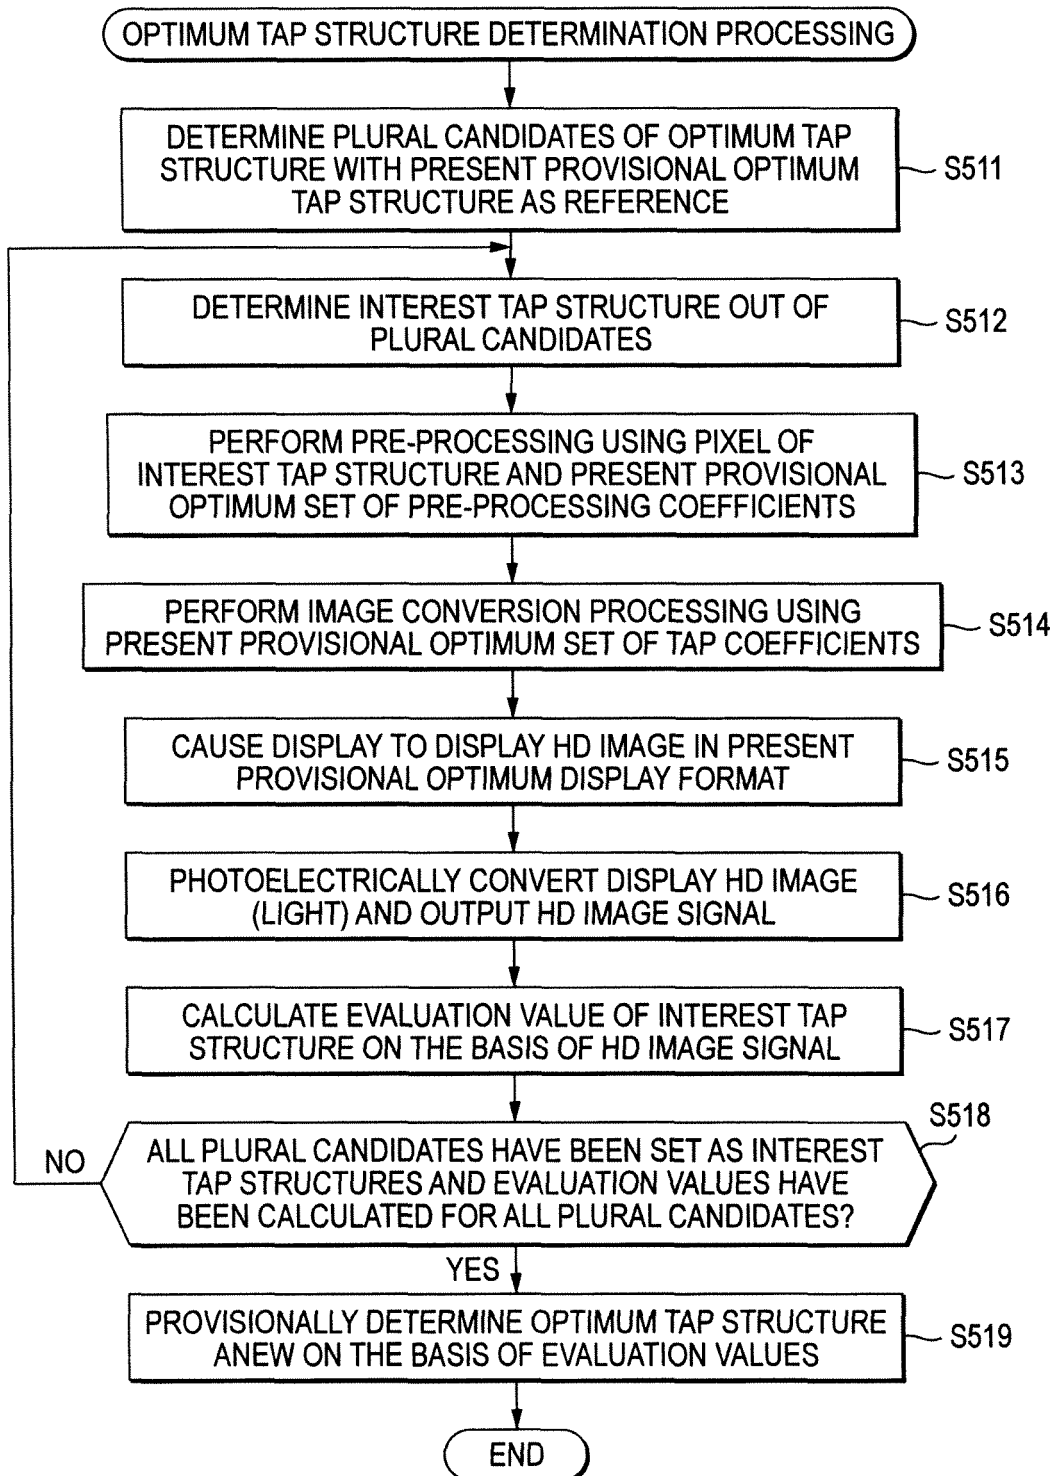 OPTIMUM TAP STRUCTURE DETERMINATION PROCESSING
DETERMINE PLURAL CANDIDATES OF OPTIMUM TAP
STRUCTURE WITH PRESENT PROVISIONAL OPTIMUM
TAP STRUCTURE AS REFERENCE
S511
DETERMINE INTEREST TAP STRUCTURE OUT OF
PLURAL CANDIDATES
S512
PERFORM PRE-PROCESSING USING PIXEL OF
INTEREST TAP STRUCTURE AND PRESENT PROVISIONAL
OPTIMUM SET OF PRE-PROCESSING COEFFICIENTS
S513
PERFORM IMAGE CONVERSION PROCESSING USING
PRESENT PROVISIONAL OPTIMUM SET OF TAP COEFFICIENTS
S514
CAUSE DISPLAY TO DISPLAY HD IMAGE IN PRESENT
PROVISIONAL OPTIMUM DISPLAY FORMAT
S515
PHOTOELECTRICALLY CONVERT DISPLAY HD IMAGE
(LIGHT) AND OUTPUT HD IMAGE SIGNAL
S516
CALCULATE EVALUATION VALUE OF INTEREST TAP
STRUCTURE ON THE BASIS OF HD IMAGE SIGNAL
S517
S518
ALL PLURAL CANDIDATES HAVE BEEN SET AS INTEREST
TAP STRUCTURES AND EVALUATION VALUES HAVE
BEEN CALCULATED FOR ALL PLURAL CANDIDATES?
NO
YES
PROVISIONALLY DETERMINE OPTIMUM TAP STRUCTURE
ANEW ON THE BASIS OF EVALUATION VALUES
S519
END